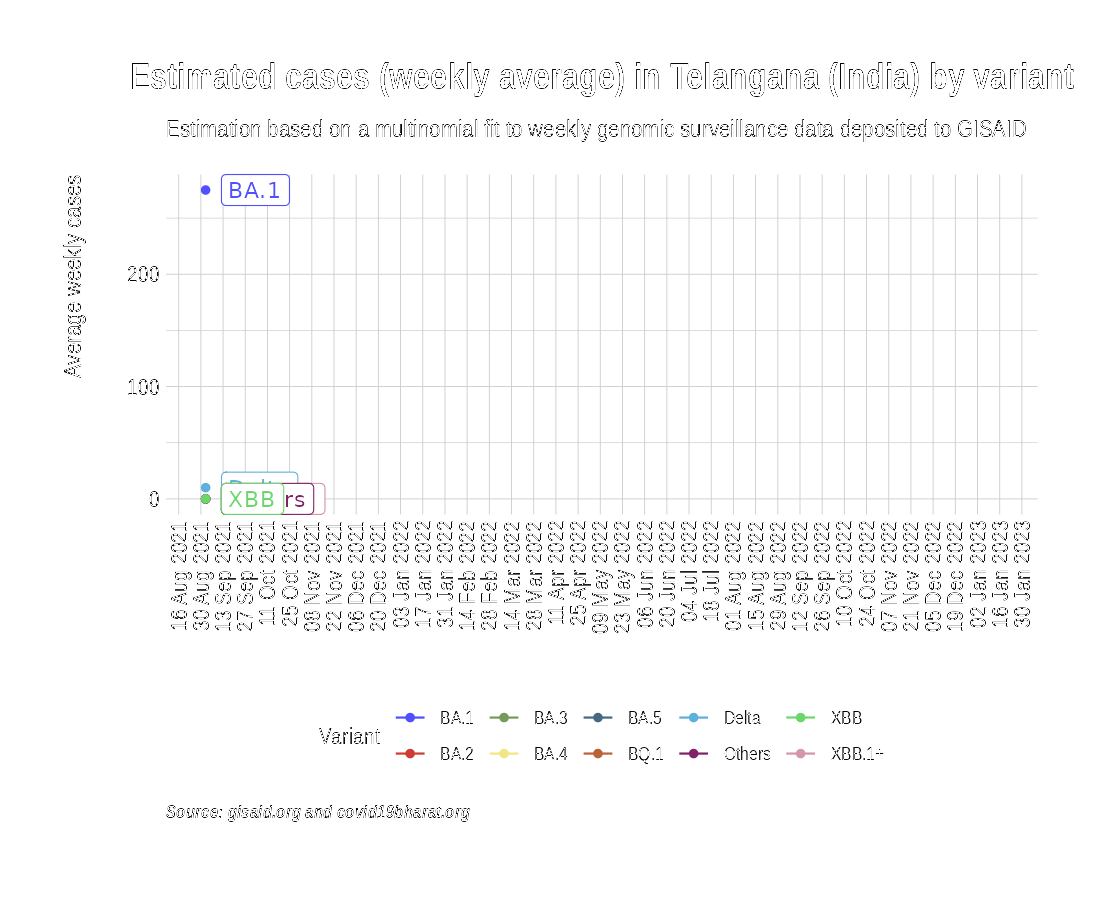 Estimated cases (weekly average) in Telangana (India) by variant
Estimation based on a multinomial fit to weekly genomic surveillance data deposited to GISAID
Average weekly cases
BA.1
200
100
0
XBB
rs
16 Aug 2021
30 Aug 2021
13 Sep 2021
27 Sep 2021
11 Oct 2021
25 Oct 2021
08 Nov 2021
22 Nov 2021
06 Dec 2021
20 Dec 2021
03 Jan 2022
17 Jan 2022
31 Jan 2022
14 Feb 2022
28 Feb 2022
14 Mar 2022
28 Mar 2022
11 Apr 2022
25 Apr 2022
09 May 2022
23 May 2022
06 Jun 2022
20 Jun 2022
04 Jul 2022
18 Jul 2022
01 Aug 2022
15 Aug 2022
29 Aug 2022
12 Sep 2022
26 Sep 2022
10 Oct 2022
24 Oct 2022
07 Nov 2022
21 Nov 2022
05 Dec 2022
19 Dec 2022
02 Jan 2023
16 Jan 2023
30 Jan 2023
Variant
BA.1 BA.3 BA.5 Delta XBB
BA.2 BA.4 BQ.1 Others XBB.1+
Source: gisaid.org and covid19bharat.org